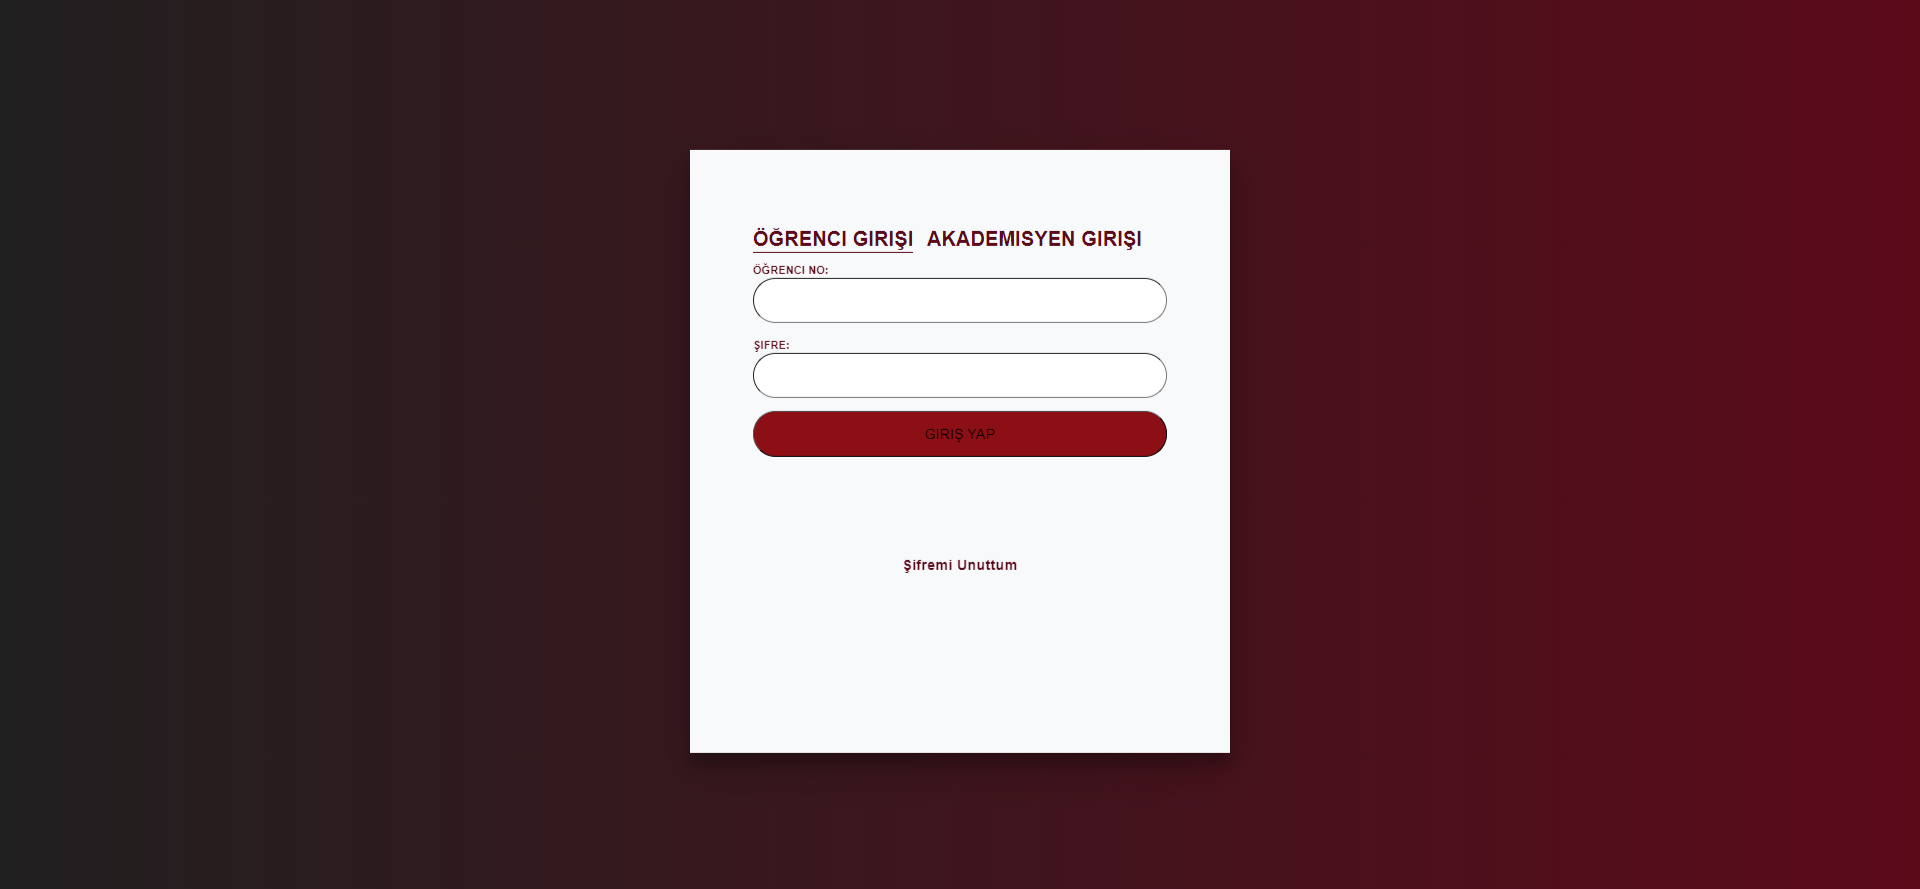 ÖĞRENCI GIRIŞI AKADEMISYEN GIRIŞI
ÖĞRENCI NO:
ŞIFRE:
GIRIŞ YAP
Şifremi Unuttum